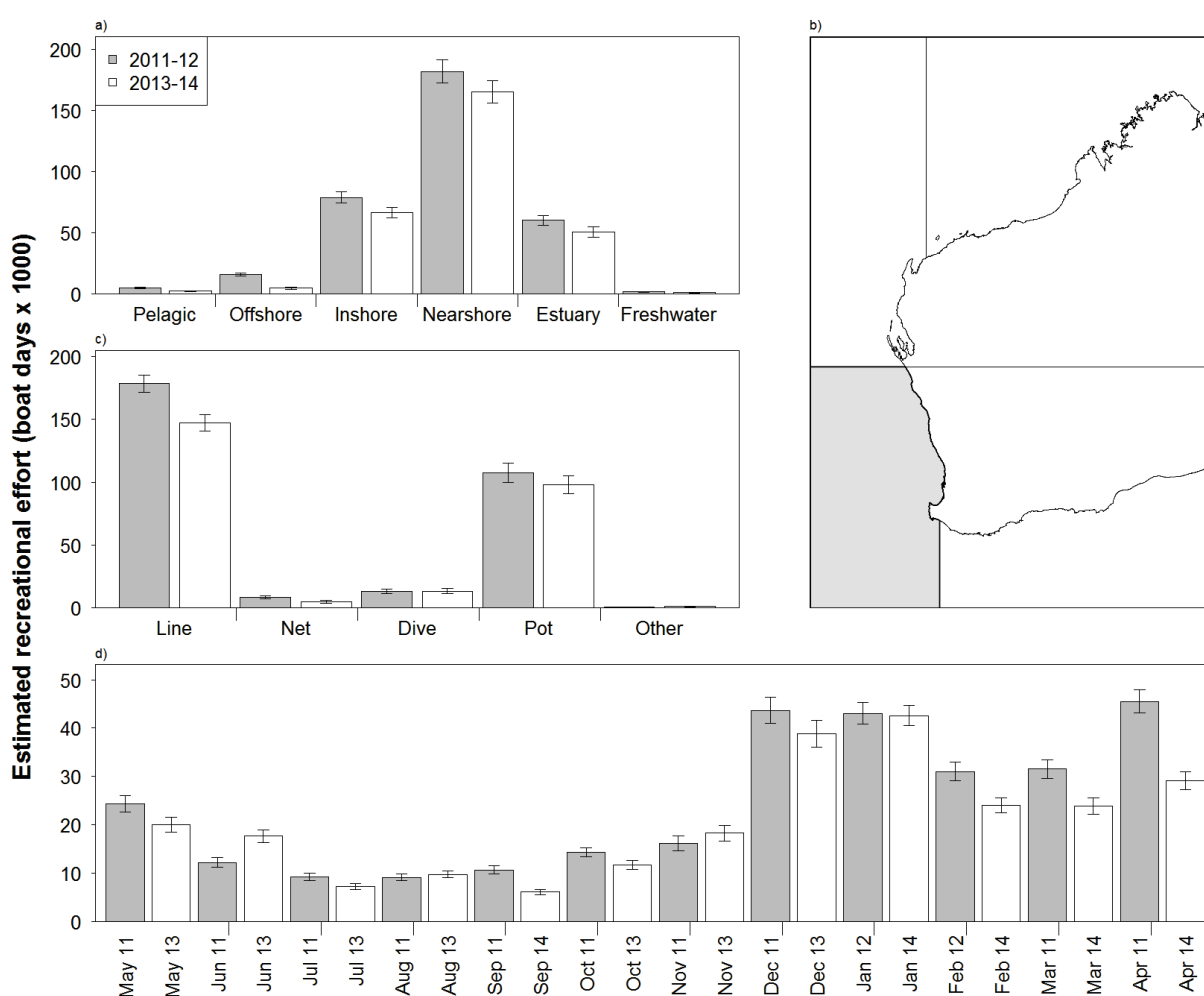 Estimated recreational effort (boat days x 1000)
a)
200
150
100
50
0
2011-12
2013-14
Pelagic Offshore Inshore Nearshore Estuary Freshwater
b)
c)
200
150
100
50
0
Line Net Dive Pot Other
d)
50
40
30
20
10
0
May 11
May 13
Jun 11
Jun 13
Jul 11
Jul 13
Aug 11
Aug 13
Sep 11
Sep 14
Oct 11
Oct 13
Nov 11
Nov 13
Dec 11
Dec 13
Jan 12
Jan 14
Feb 12
Feb 14
Mar 11
Mar 14
Apr 11
Apr 14